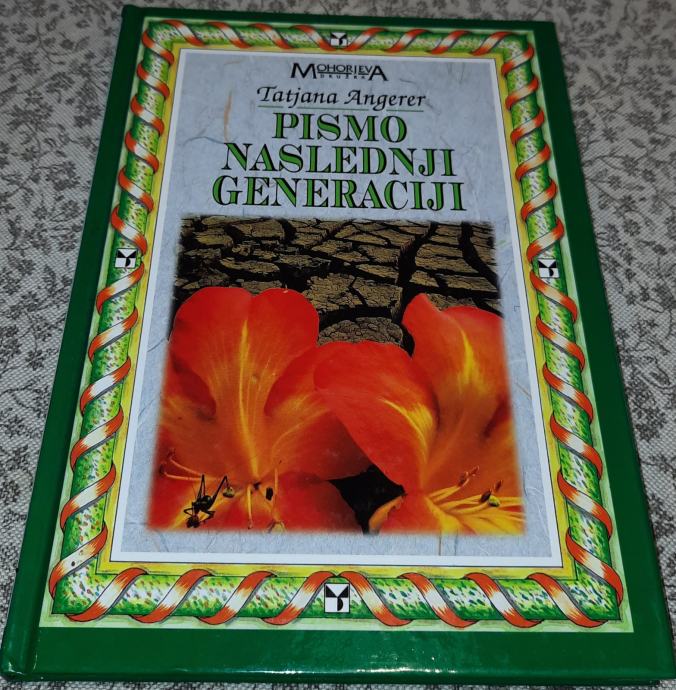 MOHORJEVA
DRUŽBA
Tatjana Angerer
PISMO
NASLEDNJI
GENERACIJI